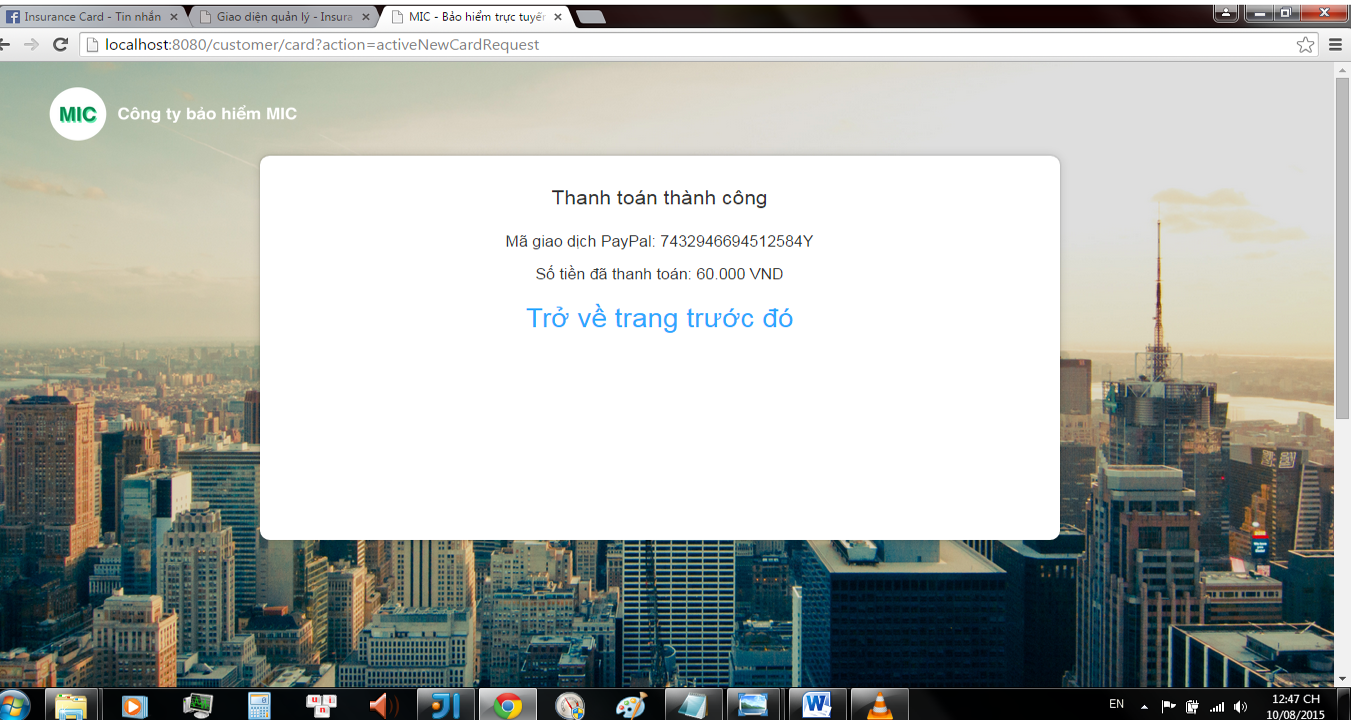 Insurance Card - Tin nhắn
Giao diện quản lý - Insura
MIC - Bảo hiểm trực tuyến
localhost:8080/customer/card?action=activeNewCardRequest
MIC Công ty bảo hiểm MIC
Thanh toán thành công
Mã giao dịch PayPal: 7432946694512584Y
Số tiền đã thanh toán: 60.000 VND
Trở về trang trước đó
EN
12:47 CH
10/08/2015